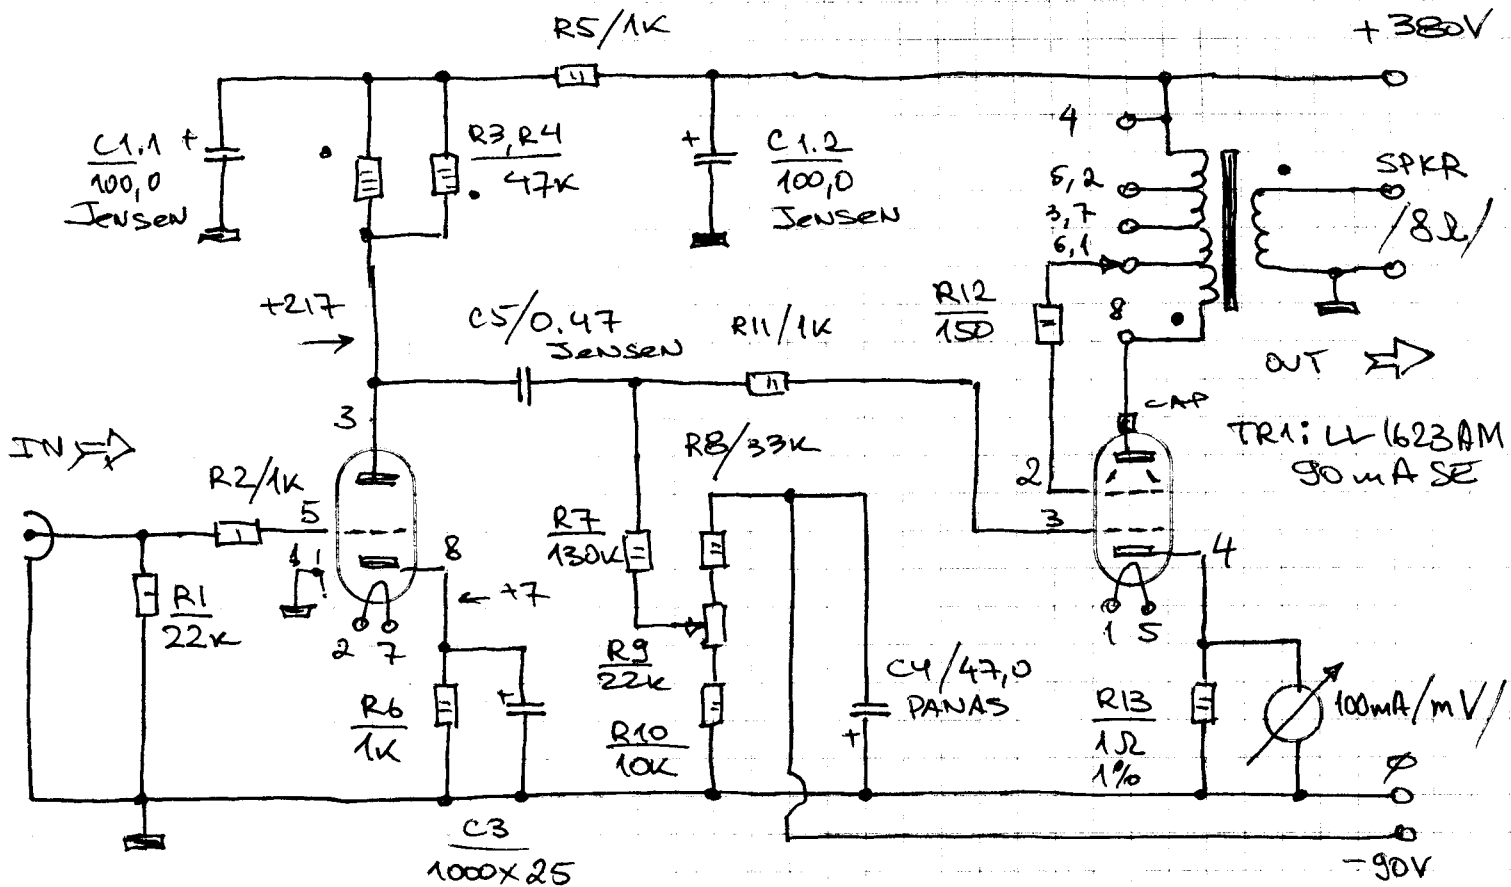 R5/1K
+380V
C1.1
100,0
JENSEN
+
R3,R4
47K
+
C1.2
100,0
JENSEN
4
5,2
3,7
6,1
8
SPKR
/8Ω/
+217
C5/0.47
JENSEN
R11/1K
R12
150
OUT
CAP
TR1: LL1623AM
90mA SE
IN
3
R2/1K
5
1
8
+7
2 7
R1
22K
R8/33K
R7
130K
R9
22K
R10
10K
2
3
4
1 5
R6
1K
+
C3
1000x25
C4/47,0
PANAS
+
R13
1Ω
1%
100mA/mV/
Ø
-90V